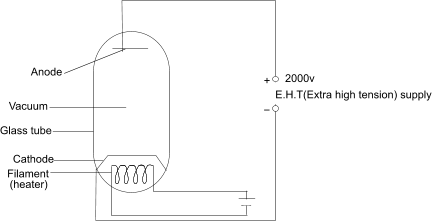 Anode
+ 2000v
E.H.T(Extra high tension) supply
−
Vacuum
Glass tube
Cathode
Filament
(heater)